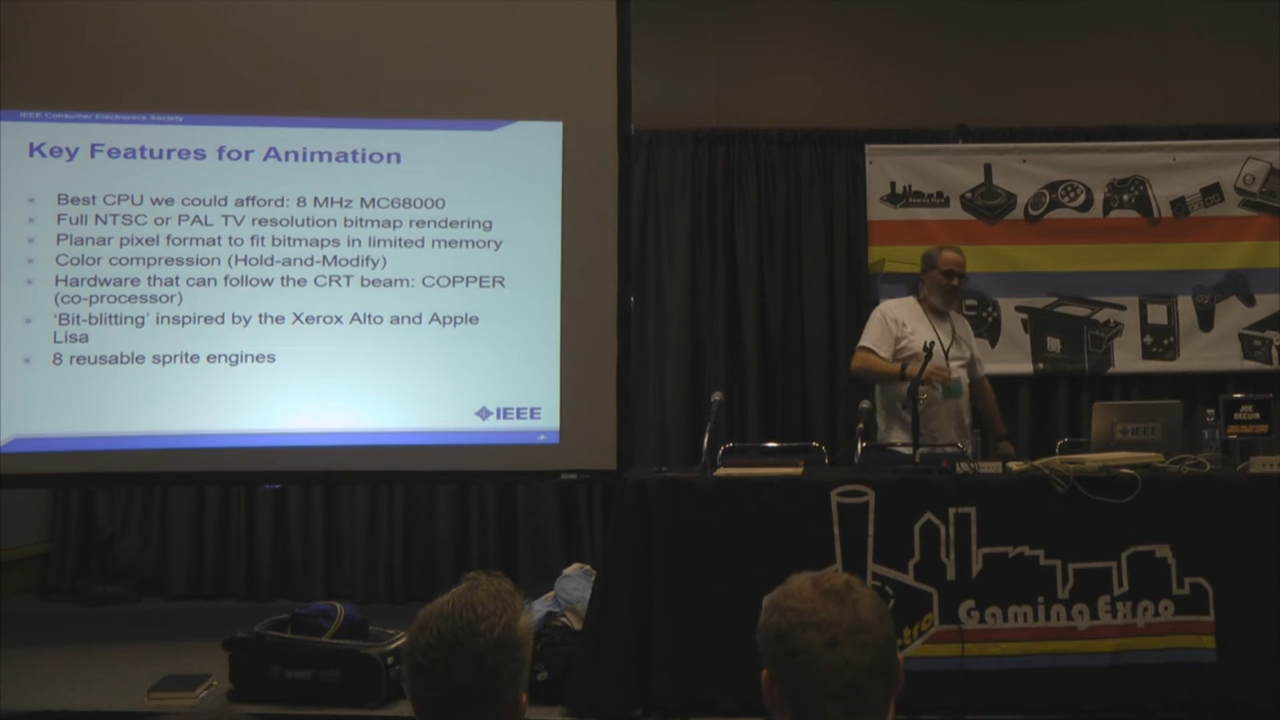 IEEE Consumer Electronics Society
Key Features for Animation
Best CPU we could afford: 8 MHz MC68000
Full NTSC or PAL TV resolution bitmap rendering
Planar pixel format to fit bitmaps in limited memory
Color compression (Hold-and-Modify)
Hardware that can follow the CRT beam: COPPER
(co-processor)
'Bit-blitting' inspired by the Xerox Alto and Apple
Lisa
8 reusable sprite engines
IEEE
Gaming Expo
IEEE
JOE
DECUIR
tro
Gaming Expo